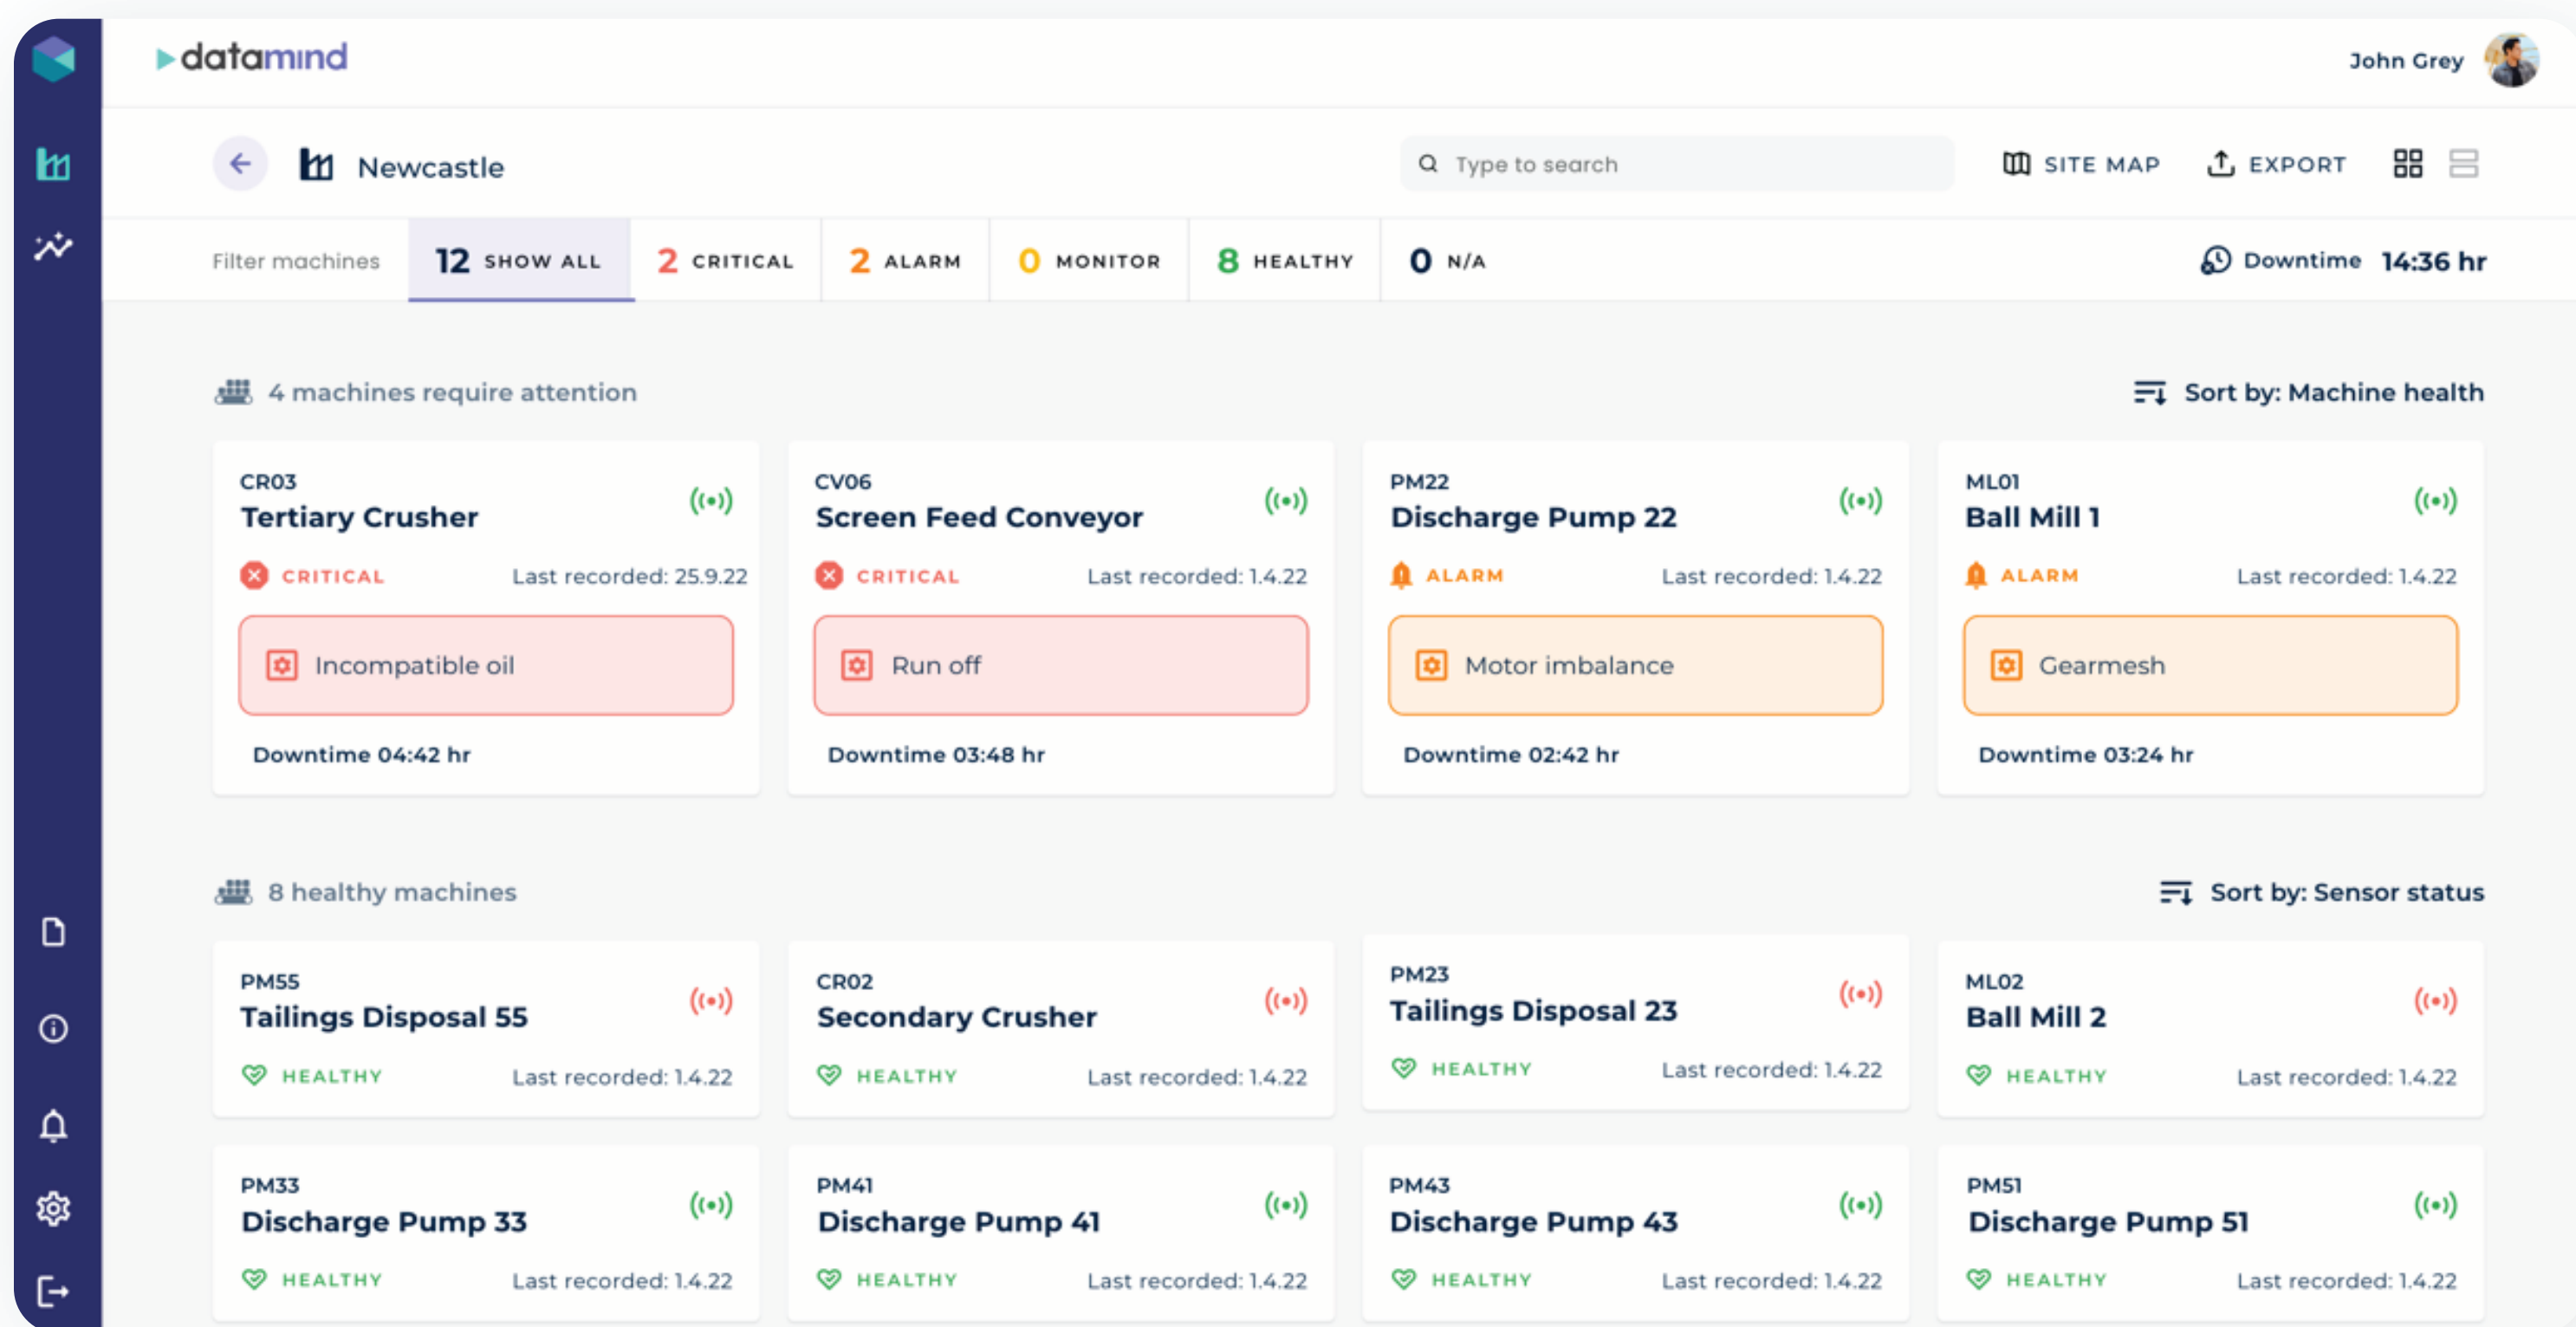 datamind
John Grey
Newcastle
Type to search
SITE MAP
EXPORT
Filter machines
12 SHOW ALL
2 CRITICAL
2 ALARM
0 MONITOR
8 HEALTHY
0 N/A
Downtime 14:36 hr
4 machines require attention
Sort by: Machine health
CR03
Tertiary Crusher
CRITICAL
Last recorded: 25.9.22
Incompatible oil
Downtime 04:42 hr
CV06
Screen Feed Conveyor
CRITICAL
Last recorded: 1.4.22
Run off
Downtime 03:48 hr
PM22
Discharge Pump 22
ALARM
Last recorded: 1.4.22
Motor imbalance
Downtime 02:42 hr
ML01
Ball Mill 1
ALARM
Last recorded: 1.4.22
Gearmesh
Downtime 03:24 hr
8 healthy machines
Sort by: Sensor status
PM55
Tailings Disposal 55
HEALTHY
Last recorded: 1.4.22
CR02
Secondary Crusher
HEALTHY
Last recorded: 1.4.22
PM23
Tailings Disposal 23
HEALTHY
Last recorded: 1.4.22
ML02
Ball Mill 2
HEALTHY
Last recorded: 1.4.22
PM33
Discharge Pump 33
HEALTHY
Last recorded: 1.4.22
PM41
Discharge Pump 41
HEALTHY
Last recorded: 1.4.22
PM43
Discharge Pump 43
HEALTHY
Last recorded: 1.4.22
PM51
Discharge Pump 51
HEALTHY
Last recorded: 1.4.22